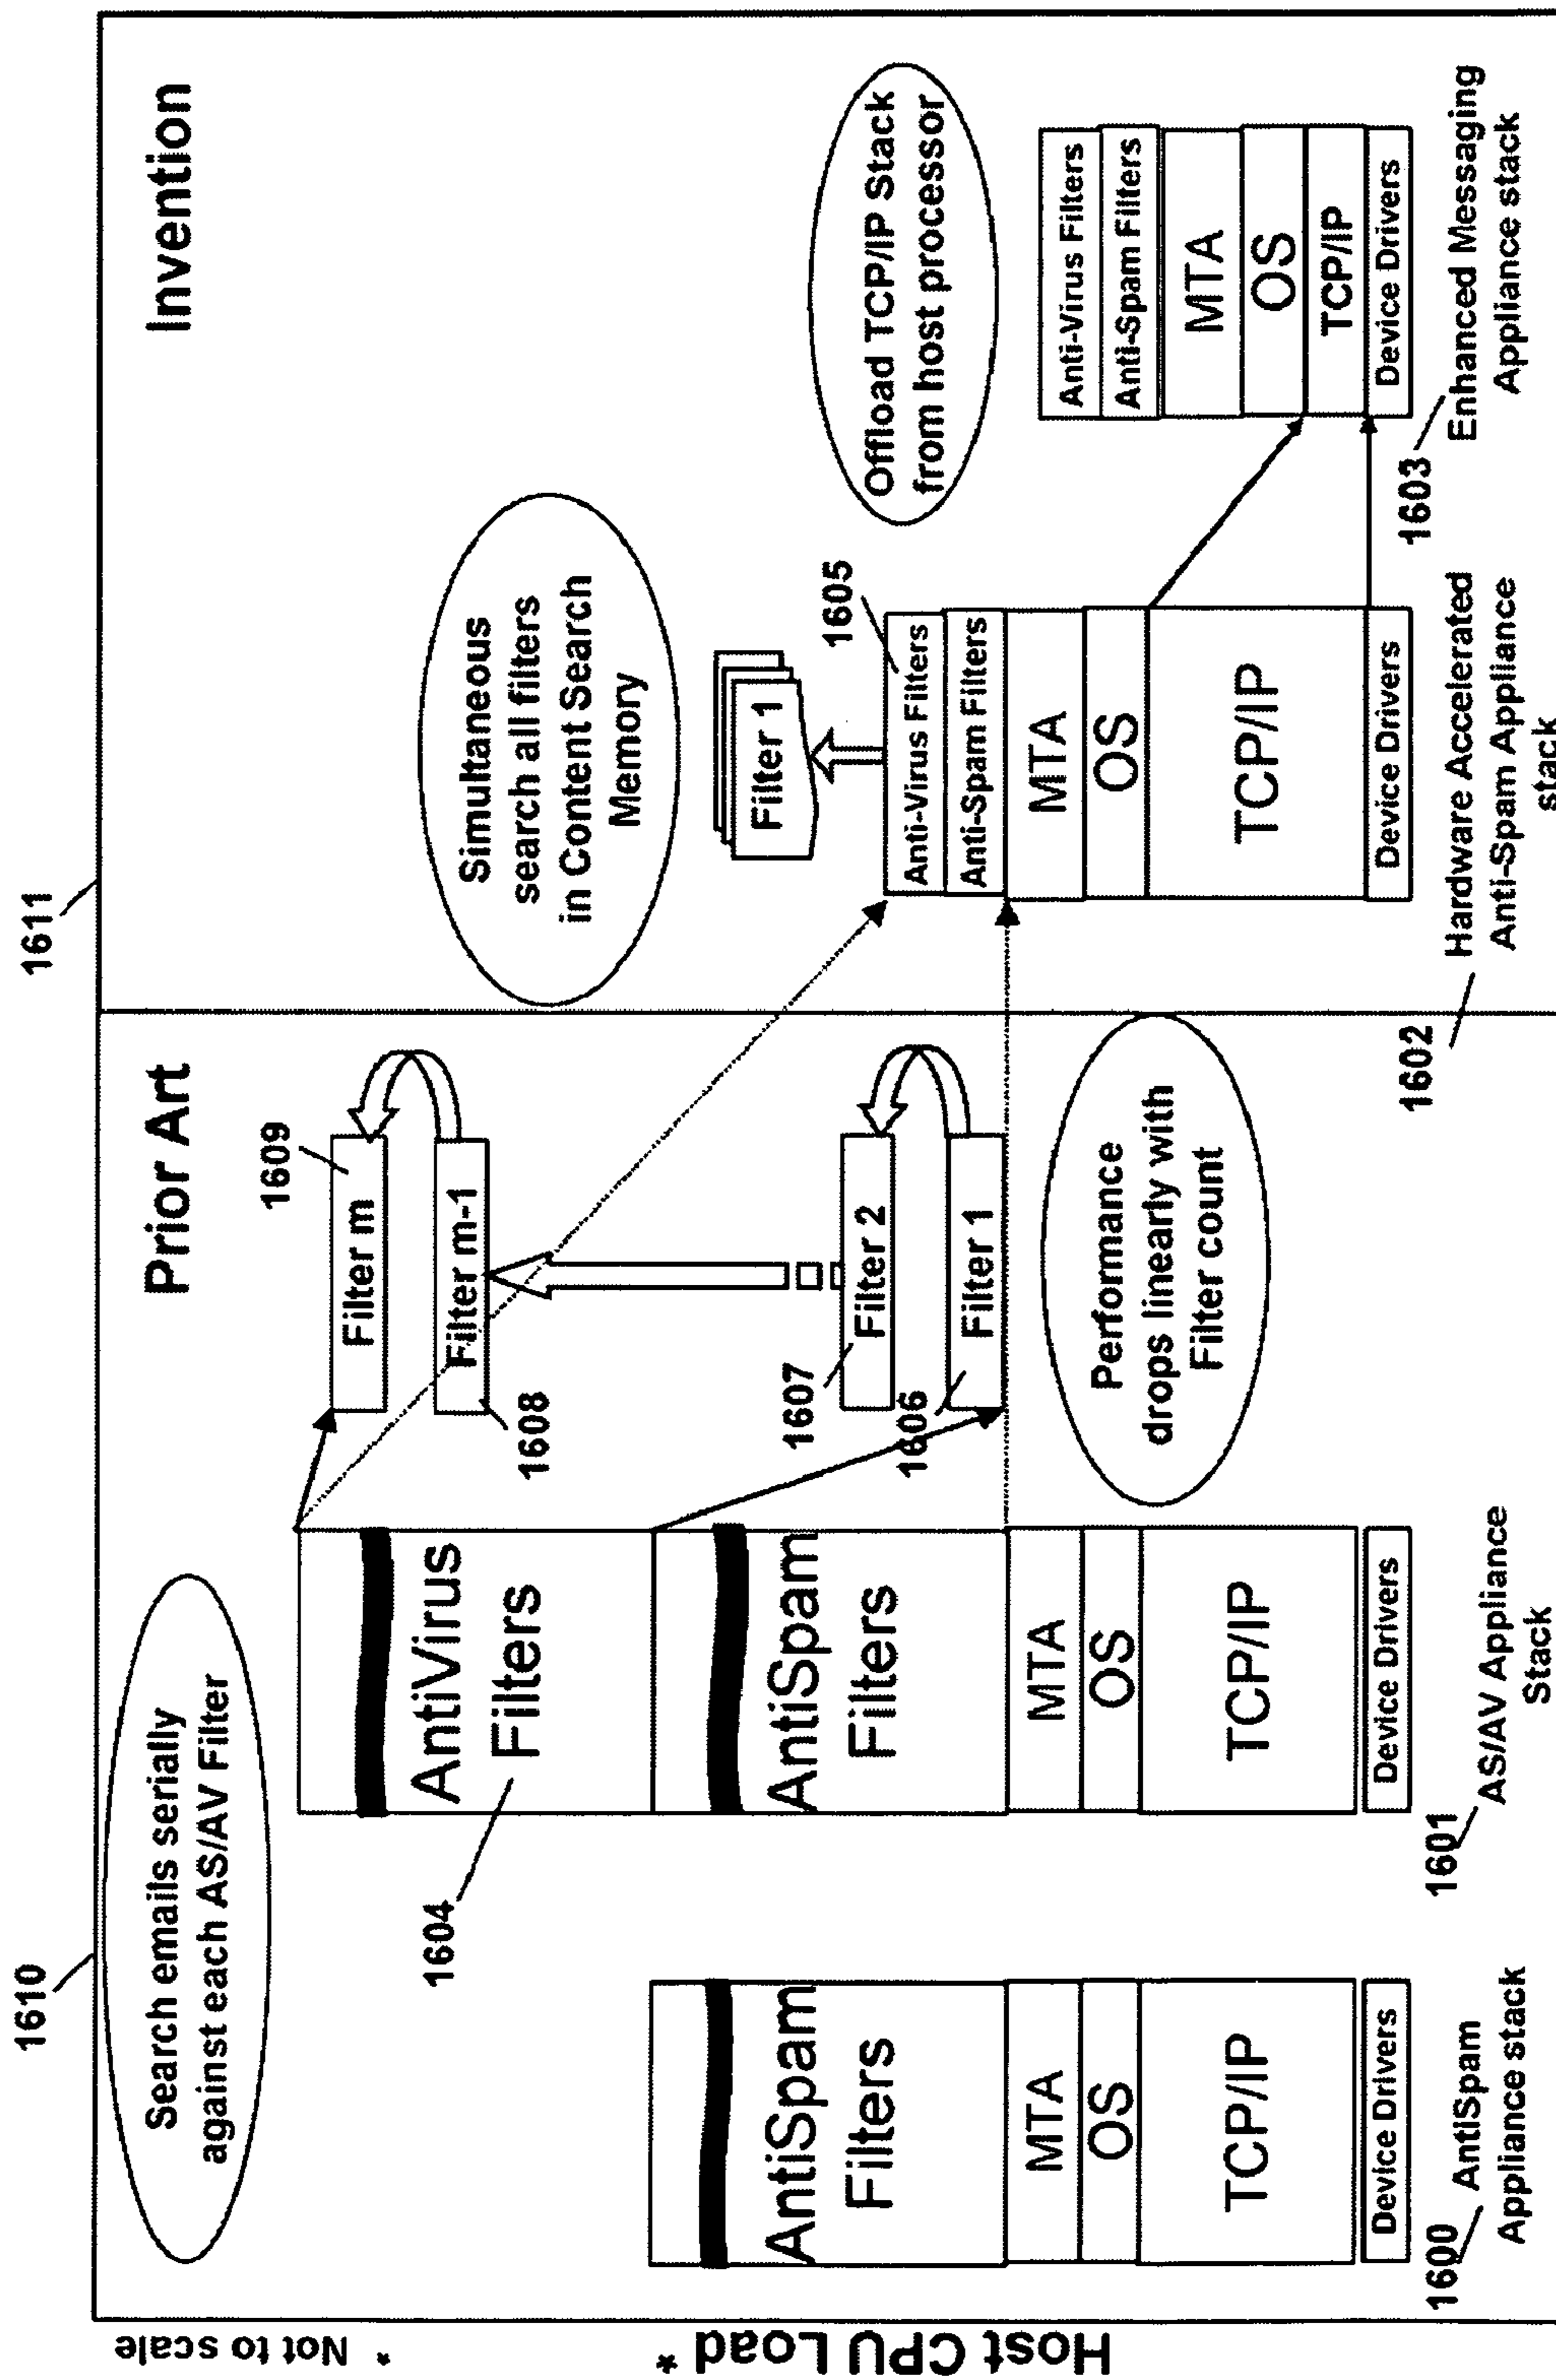 1610
1611
Prior Art
Invention
* Not to scale
Host CPU Load *
Search emails serially
against each AS/AV Filter
AntiSpam
Filters
MTA
OS
TCP/IP
Device Drivers
1600
AntiSpam
Appliance stack
1604
AntiVirus
Filters
AntiSpam
Filters
MTA
OS
TCP/IP
Device Drivers
1601
AS/AV Appliance
Stack
1609
Filter m
Filter m-1
1608
1607
Filter 2
1606
Filter 1
Performance
drops linearly with
Filter count
Simultaneous
search all filters
in Content Search
Memory
Filter 1
1605
Anti-Virus Filters
Anti-Spam Filters
MTA
OS
TCP/IP
Device Drivers
1602
Hardware Accelerated
Anti-Spam Appliance
stack
Offload TCP/IP Stack
from host processor
Anti-Virus Filters
Anti-Spam Filters
MTA
OS
TCP/IP
Device Drivers
1603
Enhanced Messaging
Appliance stack